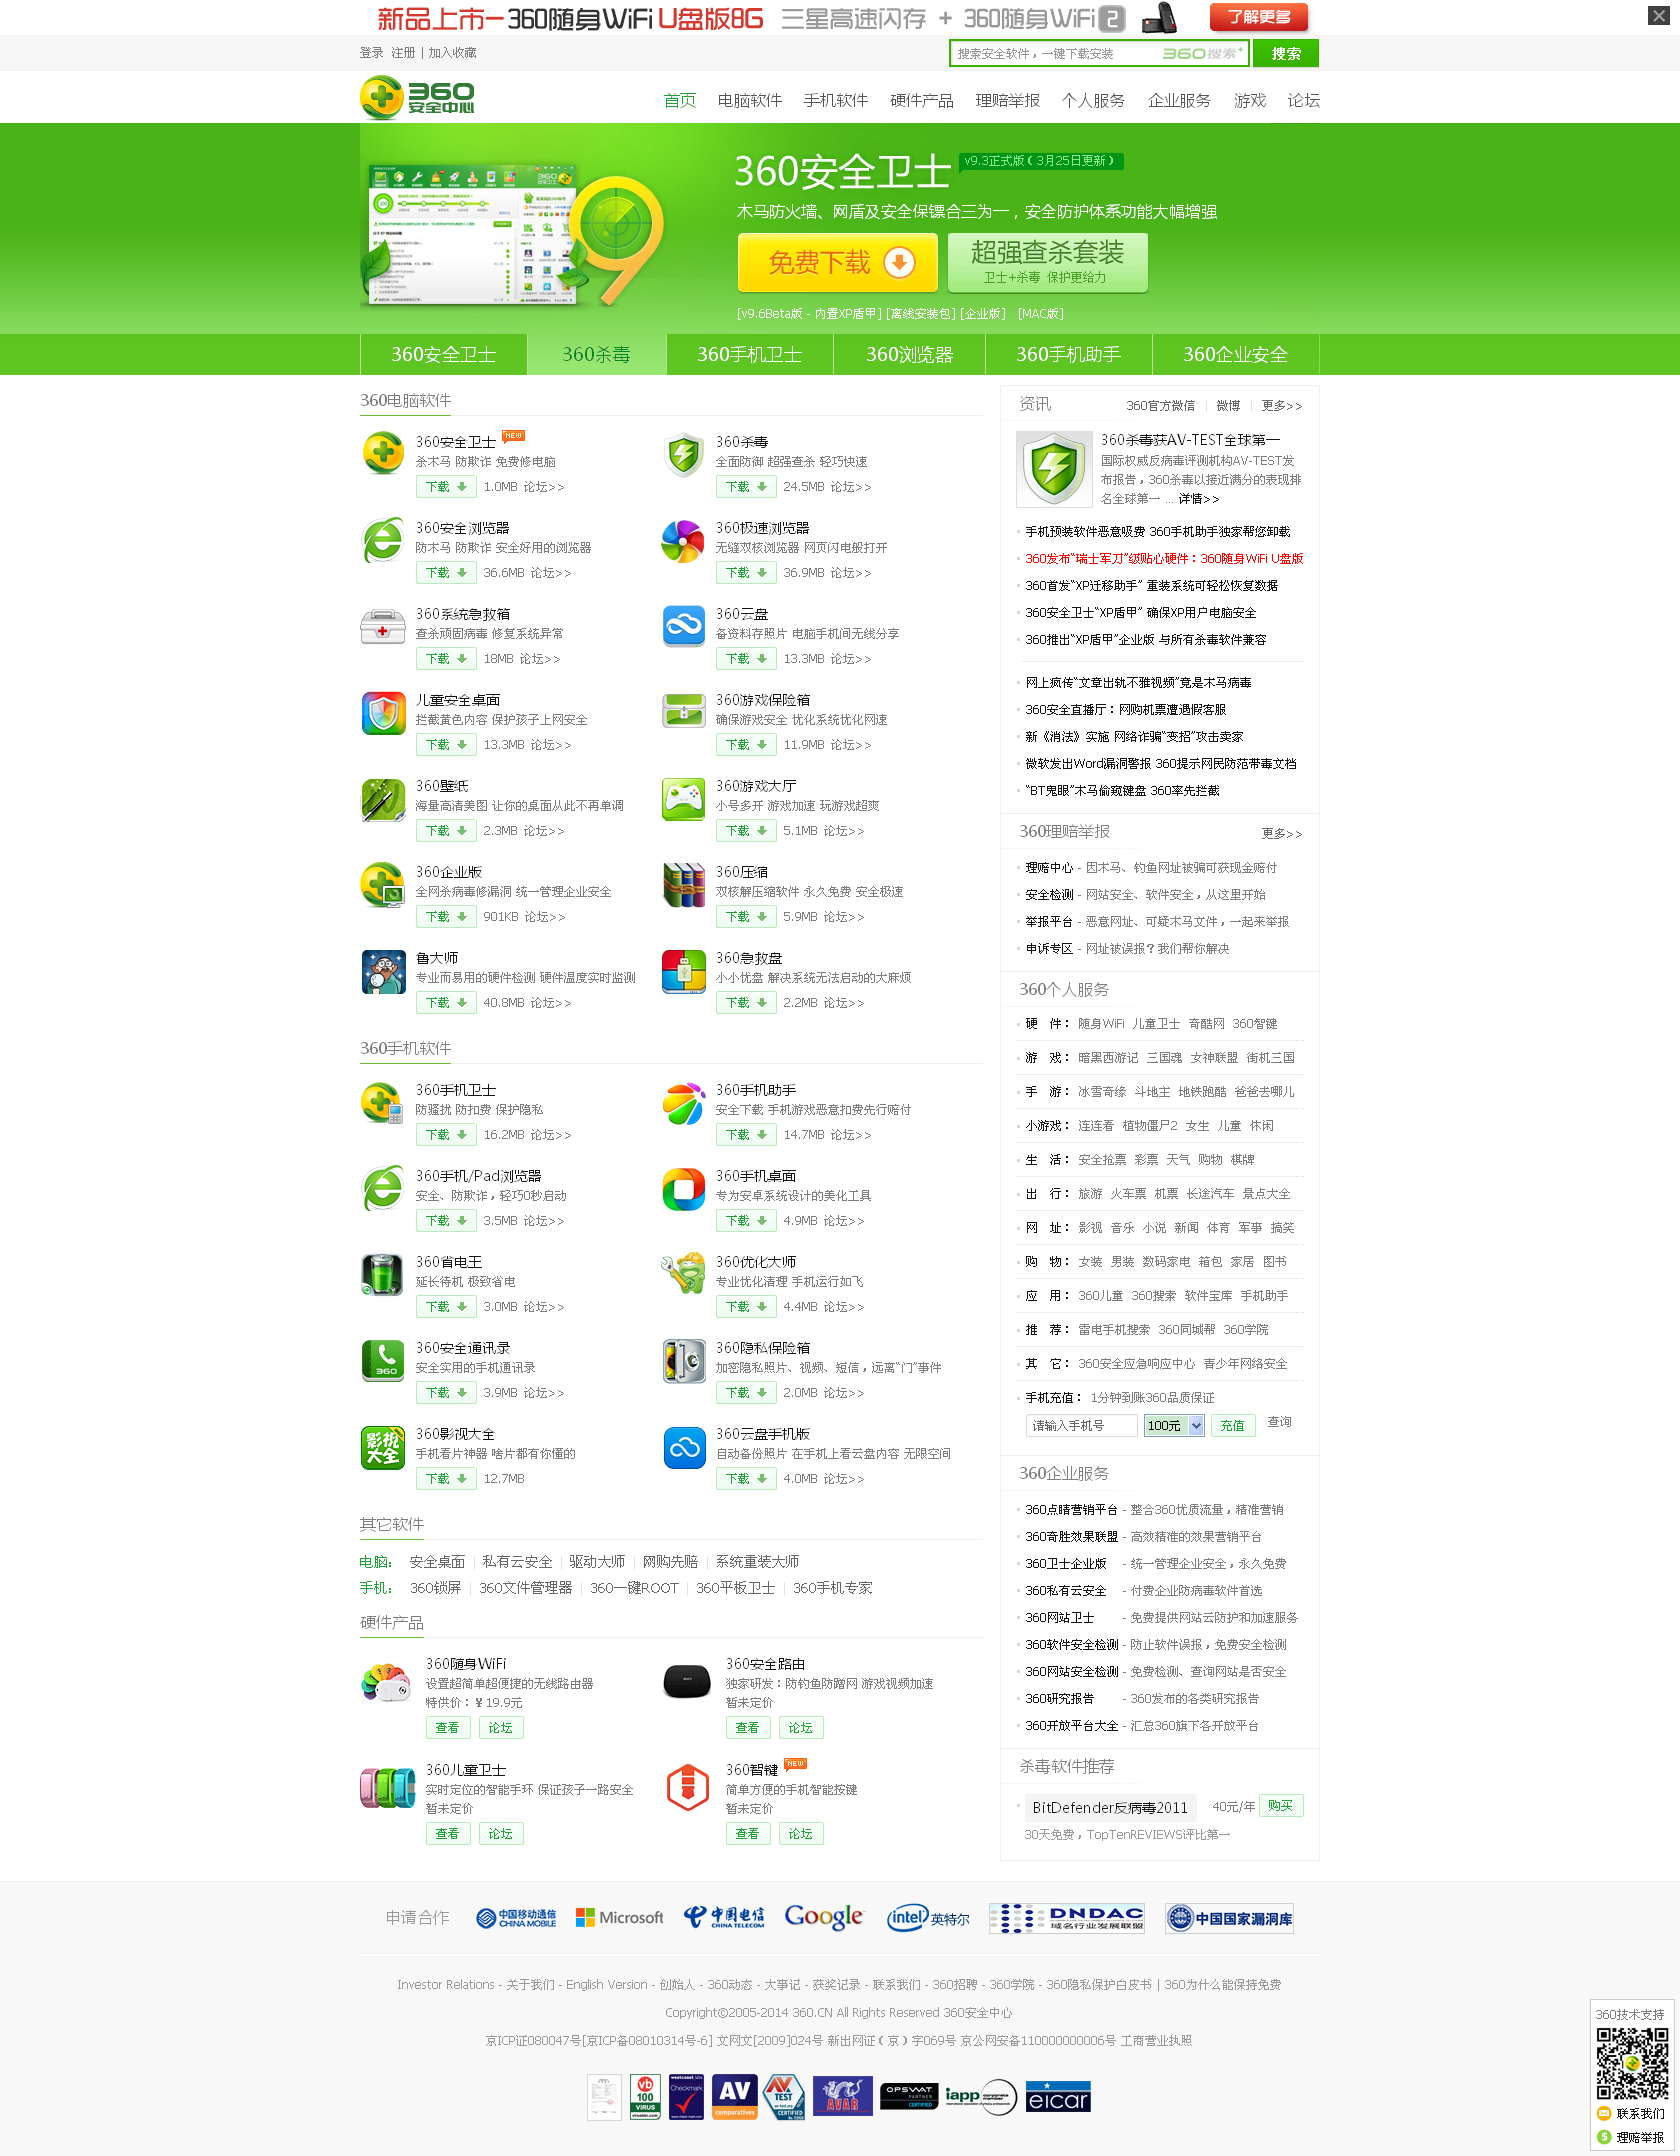 新品上市—360随身WiFi U盘版8G 三星高速闪存 + 360随身WiFi 2 了解更多
登录 注册 | 加入收藏
搜索安全软件，一键下载安装 360搜索+ 搜索
360安全中心
首页 电脑软件 手机软件 硬件产品 理赔举报 个人服务 企业服务 游戏 论坛
360安全卫士 v9.3正式版（3月25日更新）
木马防火墙、网盾及安全保镖合三为一，安全防护体系功能大幅增强
免费下载 超强查杀套装
卫士+杀毒 保护更给力
[v9.6Beta版 - 内置XP盾甲] [离线安装包] [企业版] [MAC版]
360安全卫士 360杀毒 360手机卫士 360浏览器 360手机助手 360企业安全
360电脑软件
360安全卫士 NEW
杀木马 防欺诈 免费修电脑
下载 1.0MB 论坛>>
360杀毒
全面防御 超强查杀 轻巧快速
下载 24.5MB 论坛>>
360安全浏览器
防木马 防欺诈 安全好用的浏览器
下载 36.6MB 论坛>>
360极速浏览器
无缝双核浏览器 网页闪电般打开
下载 36.9MB 论坛>>
360系统急救箱
查杀顽固病毒 修复系统异常
下载 18MB 论坛>>
360云盘
备资料存照片 电脑手机间无线分享
下载 13.3MB 论坛>>
儿童安全桌面
拦截黄色内容 保护孩子上网安全
下载 13.3MB 论坛>>
360游戏保险箱
确保游戏安全 优化系统优化网速
下载 11.9MB 论坛>>
360壁纸
海量高清美图 让你的桌面从此不再单调
下载 2.3MB 论坛>>
360游戏大厅
小号多开 游戏加速 玩游戏超爽
下载 5.1MB 论坛>>
360企业版
全网杀病毒修漏洞 统一管理企业安全
下载 901KB 论坛>>
360压缩
双核解压缩软件 永久免费 安全极速
下载 5.9MB 论坛>>
鲁大师
专业而易用的硬件检测 硬件温度实时监测
下载 40.8MB 论坛>>
360急救盘
小小优盘 解决系统无法启动的大麻烦
下载 2.2MB 论坛>>
360手机软件
360手机卫士
防骚扰 防扣费 保护隐私
下载 16.2MB 论坛>>
360手机助手
安全下载 手机游戏恶意扣费先行赔付
下载 14.7MB 论坛>>
360手机/Pad浏览器
安全、防欺诈，轻巧0秒启动
下载 3.5MB 论坛>>
360手机桌面
专为安卓系统设计的美化工具
下载 4.9MB 论坛>>
360省电王
延长待机 极致省电
下载 3.0MB 论坛>>
360优化大师
专业优化清理 手机运行如飞
下载 4.4MB 论坛>>
360安全通讯录
安全实用的手机通讯录
下载 3.9MB 论坛>>
360隐私保险箱
加密隐私照片、视频、短信，远离“门”事件
下载 2.0MB 论坛>>
影视大全
360影视大全
手机看片神器 啥片都有你懂的
下载 12.7MB
360云盘手机版
自动备份照片 在手机上看云盘内容 无限空间
下载 4.0MB 论坛>>
其它软件
电脑： 安全桌面 | 私有云安全 | 驱动大师 | 网购先赔 | 系统重装大师
手机： 360锁屏 | 360文件管理器 | 360一键ROOT | 360平板卫士 | 360手机专家
硬件产品
360随身WiFi
设置超简单超便捷的无线路由器
特供价：￥19.9元
查看 论坛
360安全路由
独家研发：防钓鱼防蹭网 游戏视频加速
暂未定价
查看 论坛
360儿童卫士
实时定位的智能手环 保证孩子一路安全
暂未定价
查看 论坛
360智键 NEW
简单方便的手机智能按键
暂未定价
查看 论坛
资讯 360官方微信 | 微博 | 更多>>
360杀毒获AV-TEST全球第一
国际权威反病毒评测机构AV-TEST发
布报告，360杀毒以接近满分的表现排
名全球第一 ... 详情>>
手机预装软件恶意吸费 360手机助手独家帮您卸载
360发布“瑞士军刀”级贴心硬件：360随身WiFi U盘版
360首发“XP迁移助手” 重装系统可轻松恢复数据
360安全卫士“XP盾甲” 确保XP用户电脑安全
360推出“XP盾甲”企业版 与所有杀毒软件兼容
网上疯传“文章出轨不雅视频”竟是木马病毒
360安全直播厅：网购机票遭遇假客服
新《消法》实施 网络诈骗“变招”攻击卖家
微软发出Word漏洞警报 360提示网民防范带毒文档
“BT鬼眼”木马偷窥键盘 360率先拦截
360理赔举报 更多>>
理赔中心 - 因木马、钓鱼网址被骗可获现金赔付
安全检测 - 网站安全、软件安全，从这里开始
举报平台 - 恶意网址、可疑木马文件，一起来举报
申诉专区 - 网址被误报？我们帮你解决
360个人服务
硬 件： 随身WiFi 儿童卫士 奇酷网 360智键
游 戏： 暗黑西游记 三国魂 女神联盟 街机三国
手 游： 冰雪奇缘 斗地主 地铁跑酷 爸爸去哪儿
小游戏： 连连看 植物僵尸2 女生 儿童 休闲
生 活： 安全抢票 彩票 天气 购物 棋牌
出 行： 旅游 火车票 机票 长途汽车 景点大全
网 址： 影视 音乐 小说 新闻 体育 军事 搞笑
购 物： 女装 男装 数码家电 箱包 家居 图书
应 用： 360儿童 360搜索 软件宝库 手机助手
推 荐： 雷电手机搜索 360同城帮 360学院
其 它： 360安全应急响应中心 青少年网络安全
手机充值： 1分钟到账360品质保证
请输入手机号 100元 充值 查询
360企业服务
360点睛营销平台 - 整合360优质流量，精准营销
360奇胜效果联盟 - 高效精准的效果营销平台
360卫士企业版 - 统一管理企业安全，永久免费
360私有云安全 - 付费企业防病毒软件首选
360网站卫士 - 免费提供网站云防护和加速服务
360软件安全检测 - 防止软件误报，免费安全检测
360网站安全检测 - 免费检测、查询网站是否安全
360研究报告 - 360发布的各类研究报告
360开放平台大全 - 汇总360旗下各开放平台
杀毒软件推荐
BitDefender反病毒2011 40元/年 购买
30天免费，TopTenREVIEWS评比第一
申请合作 中国移动通信 CHINA MOBILE Microsoft 中国电信 CHINA TELECOM Google intel 英特尔 DNDAC 域名行业发展联盟 中国国家漏洞库
Investor Relations - 关于我们 - English Version - 创始人 - 360动态 - 大事记 - 获奖记录 - 联系我们 - 360招聘 - 360学院 - 360隐私保护白皮书 | 360为什么能保持免费
Copyright©2005-2014 360.CN All Rights Reserved 360安全中心
京ICP证080047号[京ICP备08010314号-6] 文网文[2009]024号 新出网证（京）字069号 京公网安备110000000006号 工商营业执照
vb 100 VIRUS Checkmark AV comparatives AV TEST CERTIFIED AVAR OPSWAT CERTIFIED iapp eicar
360技术支持
联系我们
理赔举报